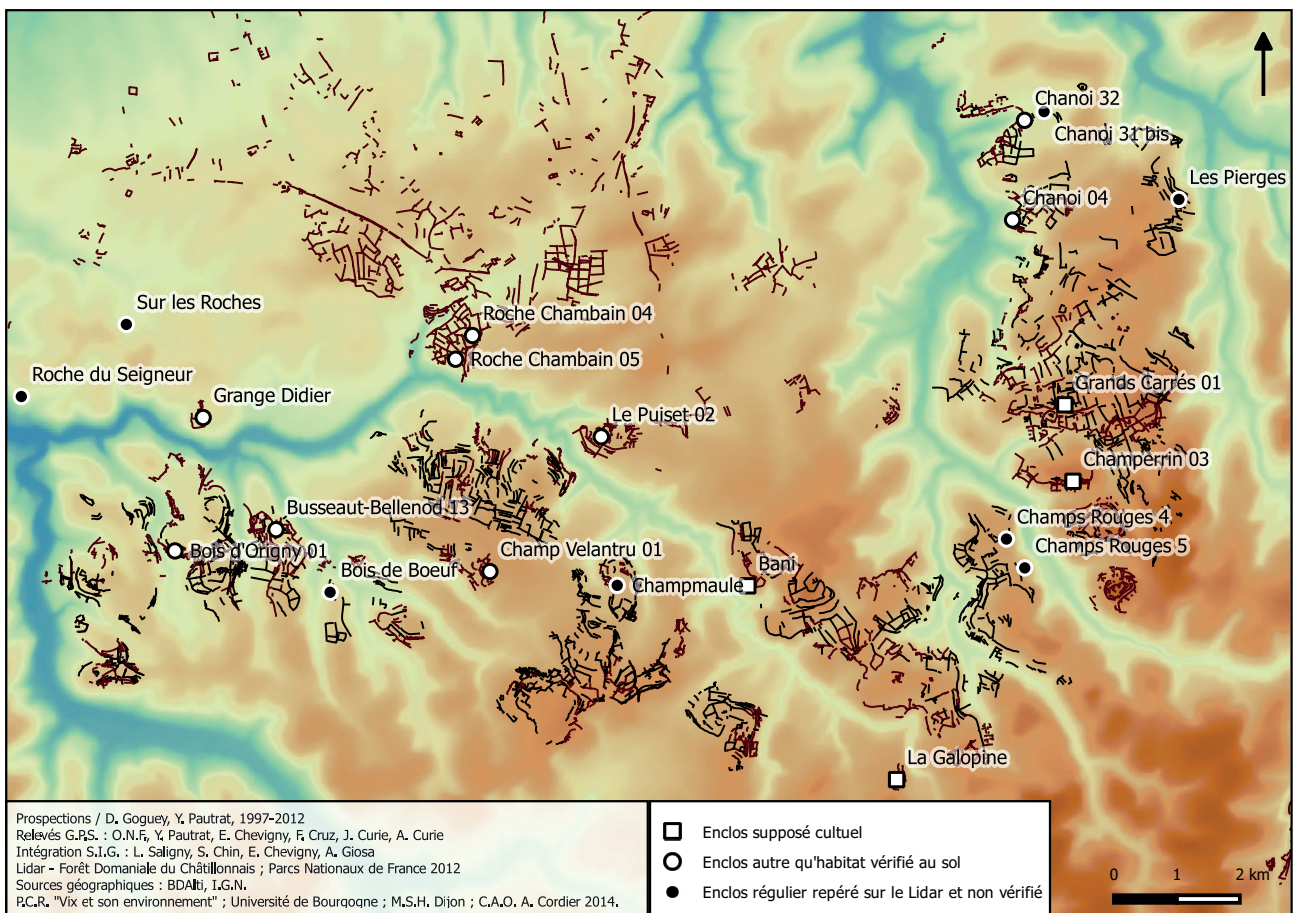 Chanoi 32
Chanoi 31 bis
Les Pierges
Chanoi 04
Sur les Roches
Roche Chambain 04
Roche Chambain 05
Roche du Seigneur
Grange Didier
Grands Carrés 01
Le Puiset 02
Champerrin 03
Busseaut-Bellenod 13
Champs Rouges 4
Bois d'Origny 01
Champ Velantru 01
Champs Rouges 5
Bois de Boeuf
Champmaule
Bani
La Galopine
Prospections / D. Goguey, Y. Pautrat, 1997-2012
Relevés G.P.S. : O.N.F, Y. Pautrat, E. Chevigny, F. Cruz, J. Curie, A. Curie
Intégration S.I.G. : L. Saligny, S. Chin, E. Chevigny, A. Giosa
Lidar - Forêt Domaniale du Châtillonnais ; Parcs Nationaux de France 2012
Sources géographiques : BDAlti, I.G.N.
P.C.R. "Vix et son environnement" ; Université de Bourgogne ; M.S.H. Dijon ; C.A.O. A. Cordier 2014.
Enclos supposé cultuel
Enclos autre qu'habitat vérifié au sol
Enclos régulier repéré sur le Lidar et non vérifié
0 1 2 km